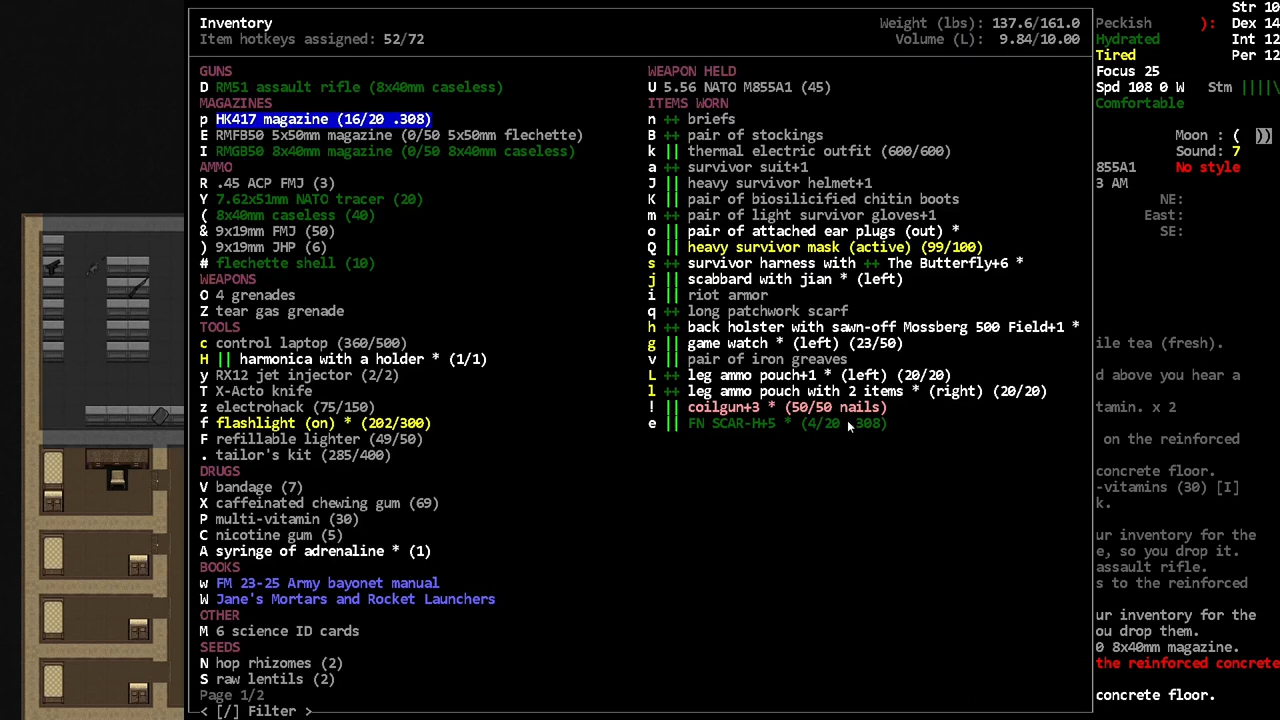 Inventory
Item hotkeys assigned: 52/72
Weight (lbs): 137.6/161.0
Volume (L): 9.84/10.00
GUNS
D RM51 assault rifle (8x40mm caseless)
MAGAZINES
p HK417 magazine (16/20 .308)
E RMFB50 5x50mm magazine (0/50 5x50mm flechette)
I RMGB50 8x40mm magazine (0/50 8x40mm caseless)
AMMO
R .45 ACP FMJ (3)
Y 7.62x51mm NATO tracer (20)
( 8x40mm caseless (40)
& 9x19mm FMJ (50)
) 9x19mm JHP (6)
# flechette shell (10)
WEAPONS
O 4 grenades
Z tear gas grenade
TOOLS
c control laptop (360/500)
H || harmonica with a holder * (1/1)
y RX12 jet injector (2/2)
T X-Acto knife
z electrohack (75/150)
f flashlight (on) * (202/300)
F refillable lighter (49/50)
. tailor's kit (285/400)
DRUGS
V bandage (7)
X caffeinated chewing gum (69)
P multi-vitamin (30)
C nicotine gum (5)
A syringe of adrenaline * (1)
BOOKS
w FM 23-25 Army bayonet manual
W Jane's Mortars and Rocket Launchers
OTHER
M 6 science ID cards
SEEDS
N hop rhizomes (2)
S raw lentils (2)
Page 1/2
< [/] Filter >
WEAPON HELD
U 5.56 NATO M855A1 (45)
ITEMS WORN
n ++ briefs
B ++ pair of stockings
k || thermal electric outfit (600/600)
a ++ survivor suit+1
J || heavy survivor helmet+1
K || pair of biosilicified chitin boots
m ++ pair of light survivor gloves+1
o || pair of attached ear plugs (out) *
Q || heavy survivor mask (active) (99/100)
s ++ survivor harness with ++ The Butterfly+6 *
j || scabbard with jian * (left)
i || riot armor
q ++ long patchwork scarf
h ++ back holster with sawn-off Mossberg 500 Field+1 *
g || game watch * (left) (23/50)
v || pair of iron greaves
L ++ leg ammo pouch+1 * (left) (20/20)
l ++ leg ammo pouch with 2 items * (right) (20/20)
! || coilgun+3 * (50/50 nails)
e || FN SCAR-H+5 * (4/20 .308)
Str 10
Peckish ): Dex 14
Hydrated Int 12
Tired Per 12
Focus 25
Spd 108 0 W Stm ||||\
Comfortable
Moon : ( ))
Sound: 7
855A1 No style
3 AM
NE:
East:
SE:
ile tea (fresh).
d above you hear a
tamin. x 2
on the reinforced
concrete floor.
-vitamins (30) [I]
k.
ur inventory for the
e, so you drop it.
assault rifle.
s to the reinforced
ur inventory for the
ou drop them.
0 8x40mm magazine.
the reinforced concrete
concrete floor.